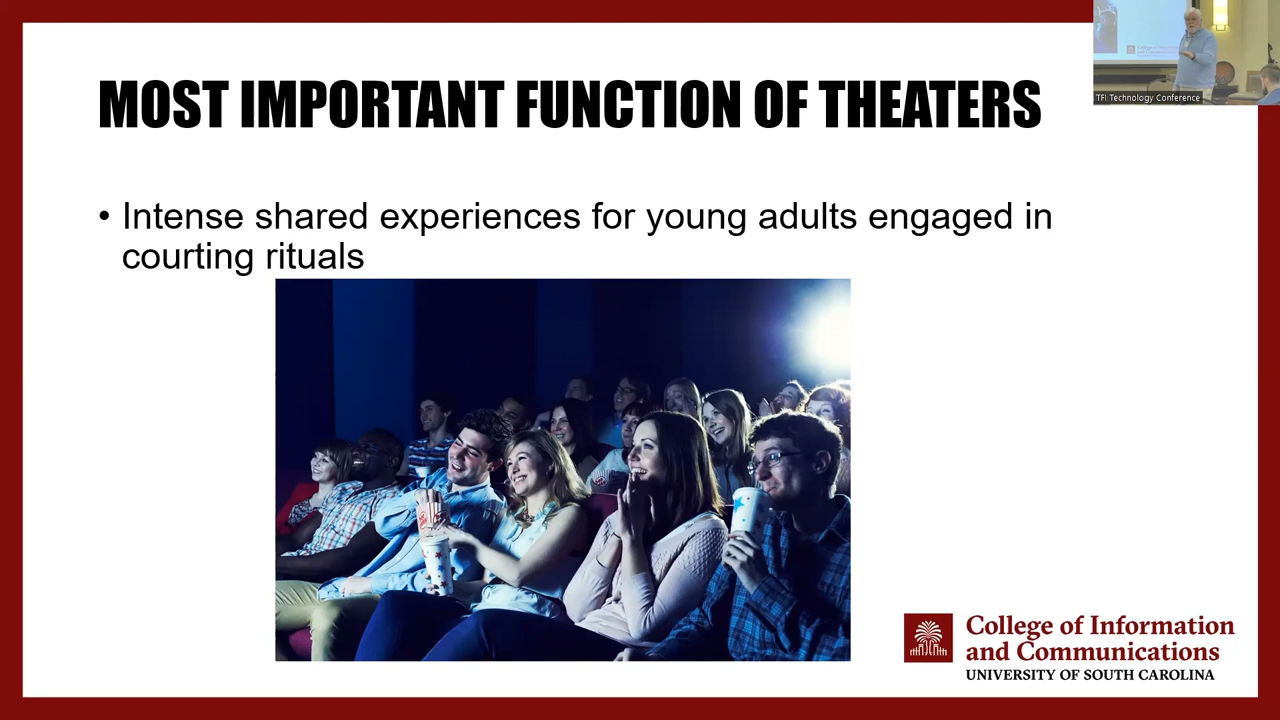 MOST IMPORTANT FUNCTION OF THEATERS
• Intense shared experiences for young adults engaged in
courting rituals
TFI Technology Conference
College of Information
and Communications
UNIVERSITY OF SOUTH CAROLINA